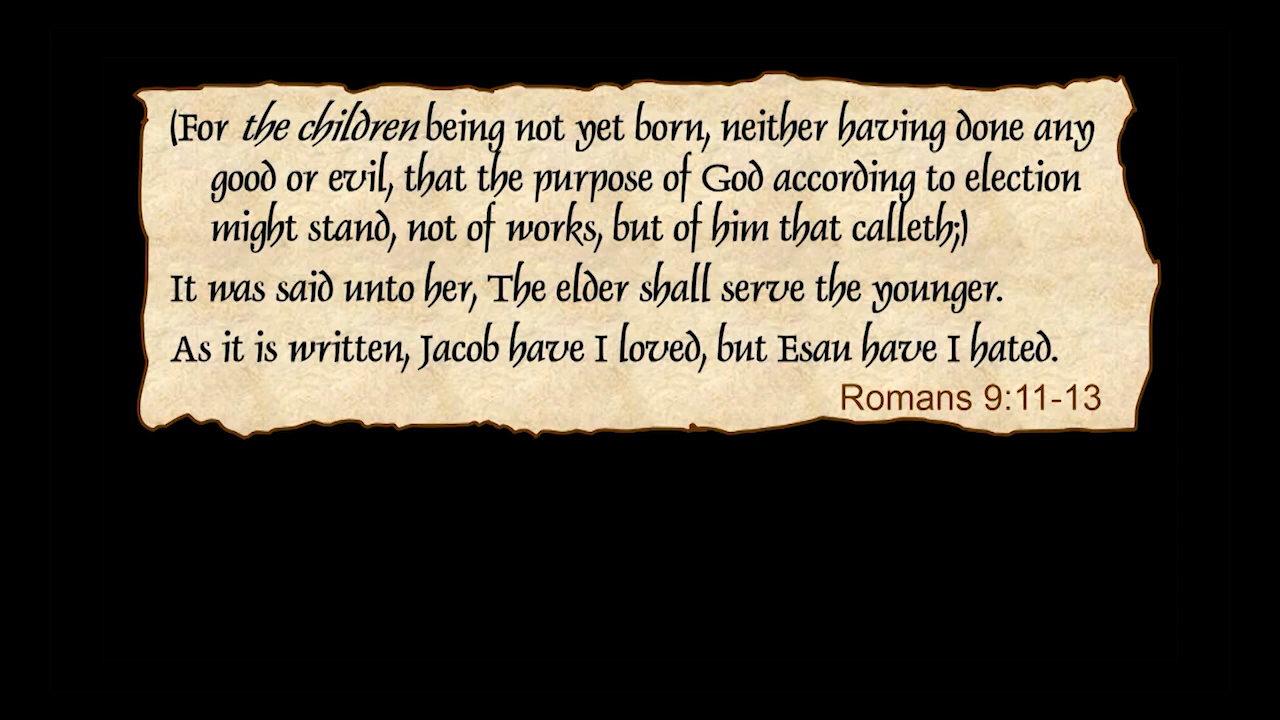 (For the children being not yet born, neither having done any
good or evil, that the purpose of God according to election
might stand, not of works, but of him that calleth;)
It was said unto her, The elder shall serve the younger.
As it is written, Jacob have I loved, but Esau have I hated.
Romans 9:11-13